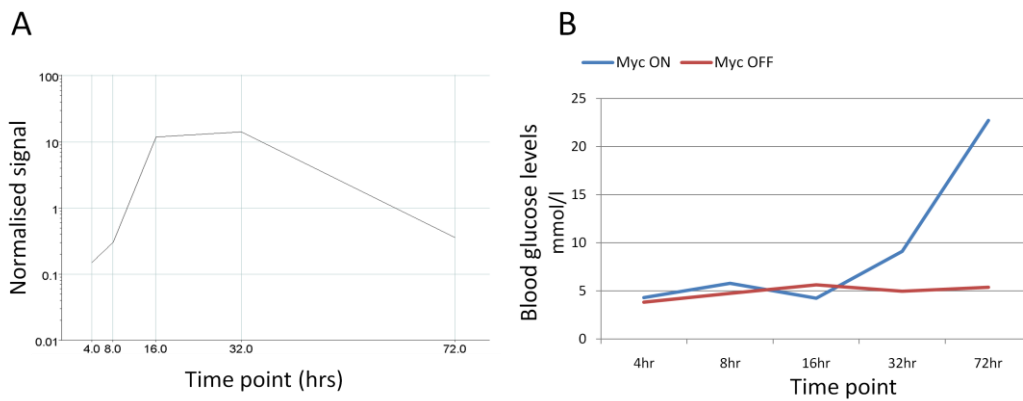 A
Normalised signal
100
10
1
0.1
0.01
4.0 8.0 16.0 32.0 72.0
Time point (hrs)
B
Myc ON Myc OFF
Blood glucose levels
mmol/l
25
20
15
10
5
0
4hr 8hr 16hr 32hr 72hr
Time point